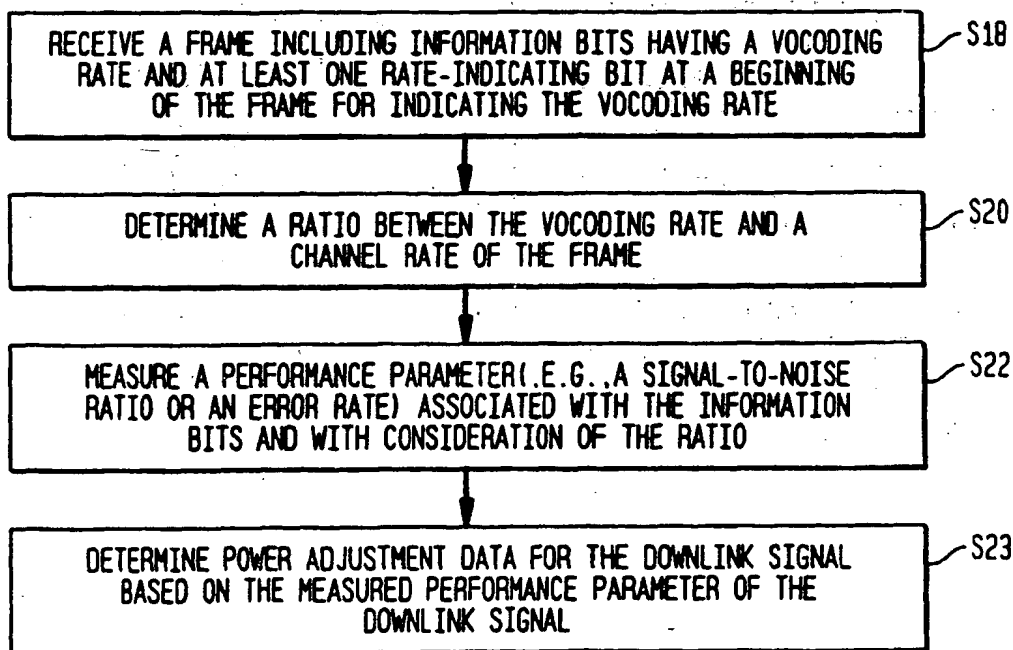 RECEIVE A FRAME INCLUDING INFORMATION BITS HAVING A VOCODING
RATE AND AT LEAST ONE RATE-INDICATING BIT AT A BEGINNING
OF THE FRAME FOR INDICATING THE VOCODING RATE
S18
DETERMINE A RATIO BETWEEN THE VOCODING RATE AND A
CHANNEL RATE OF THE FRAME
S20
MEASURE A PERFORMANCE PARAMETER(.E.G.,A SIGNAL-TO-NOISE
RATIO OR AN ERROR RATE) ASSOCIATED WITH THE INFORMATION
BITS AND WITH CONSIDERATION OF THE RATIO
S22
DETERMINE POWER ADJUSTMENT DATA FOR THE DOWNLINK SIGNAL
BASED ON THE MEASURED PERFORMANCE PARAMETER OF THE
DOWNLINK SIGNAL
S23